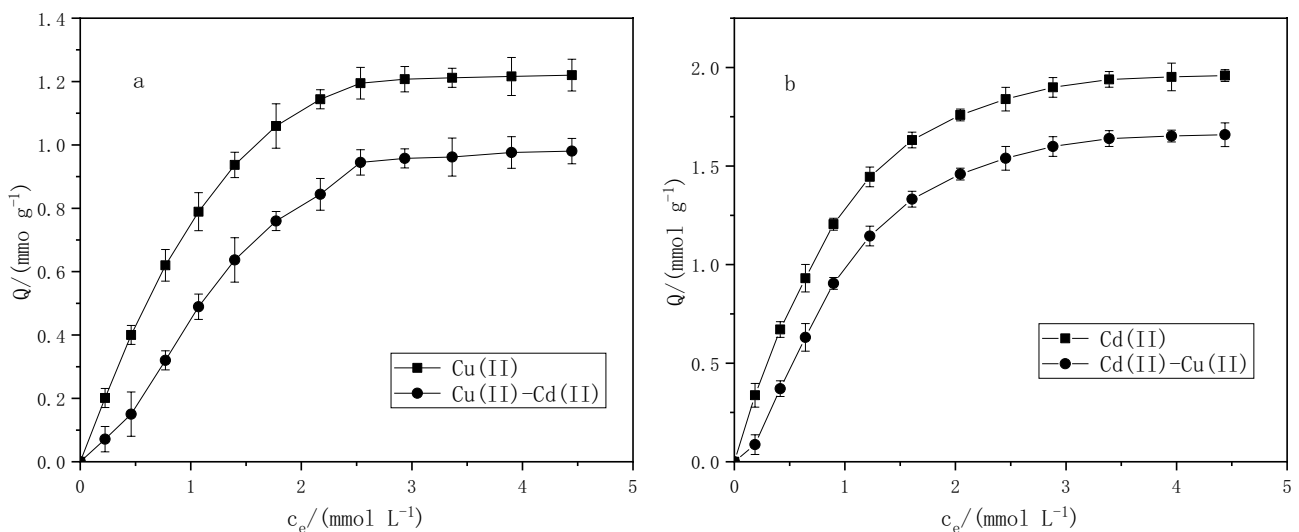 a
1.4
1.2
1.0
0.8
0.6
0.4
0.2
0.0
Q/(mmo g⁻¹)
Cu(II)
Cu(II)-Cd(II)
0 1 2 3 4 5
cₑ/(mmol L⁻¹)
b
2.0
1.5
1.0
0.5
0.0
Q/(mmol g⁻¹)
Cd(II)
Cd(II)-Cu(II)
0 1 2 3 4 5
cₑ/(mmol L⁻¹)